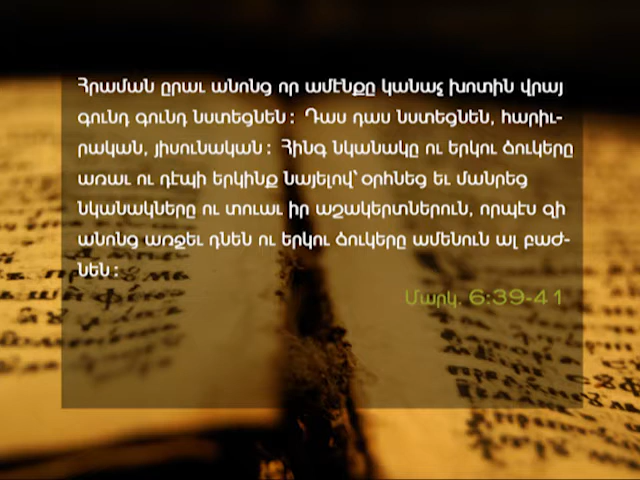 Հրաման ըրաւ անոնց որ ամէնքը կանաչ խոտին վրայ
գունդ գունդ նստեցնեն : Դաս դաս նստեցնեն, հարիւ-
րական, յիսունական : Հինգ նկանակը ու երկու ձուկերը
առաւ ու դէպի երկինք նայելով՝ օրհնեց եւ մանրեց
նկանակները ու տուաւ իր աշակերտներուն, որպէս զի
անոնց առջեւ դնեն ու երկու ձուկերը ամենուն ալ բաժ-
նեն :
Մարկ. 6:39-41